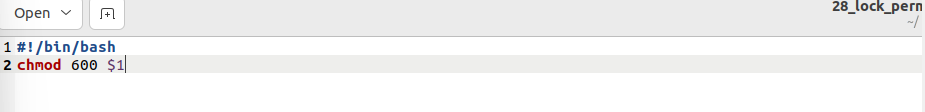 Open
28_lock_perm
~/
1 #!/bin/bash
2 chmod 600 $1